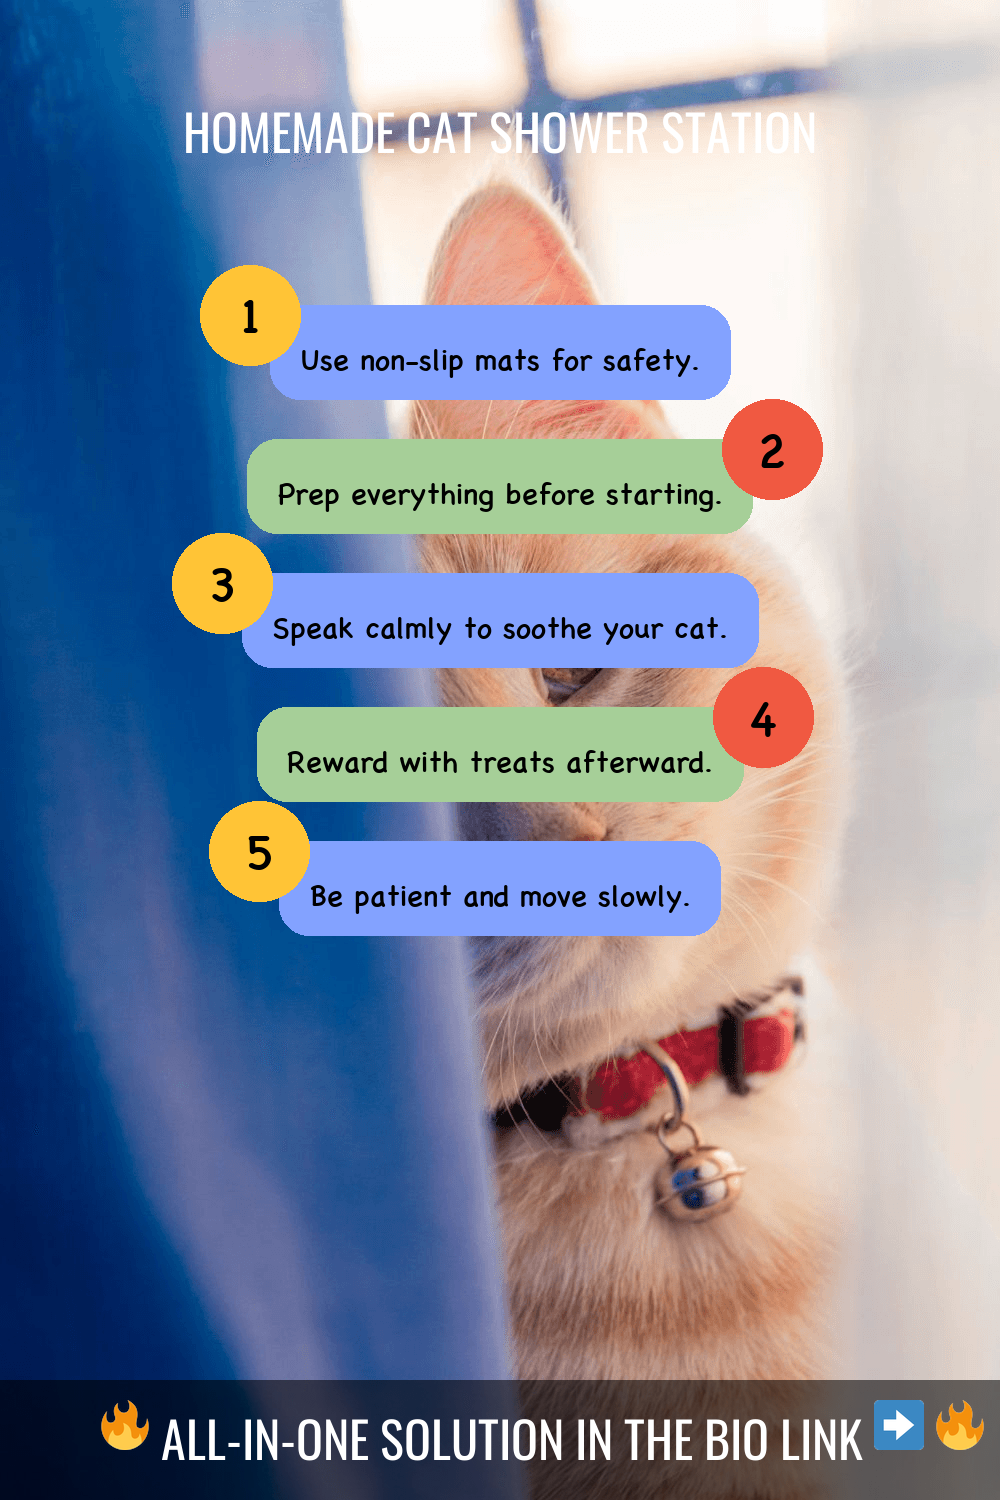 HOMEMADE CAT SHOWER STATION
1
Use non-slip mats for safety.
2
Prep everything before starting.
3
Speak calmly to soothe your cat.
4
Reward with treats afterward.
5
Be patient and move slowly.
🔥 ALL-IN-ONE SOLUTION IN THE BIO LINK ➡️ 🔥